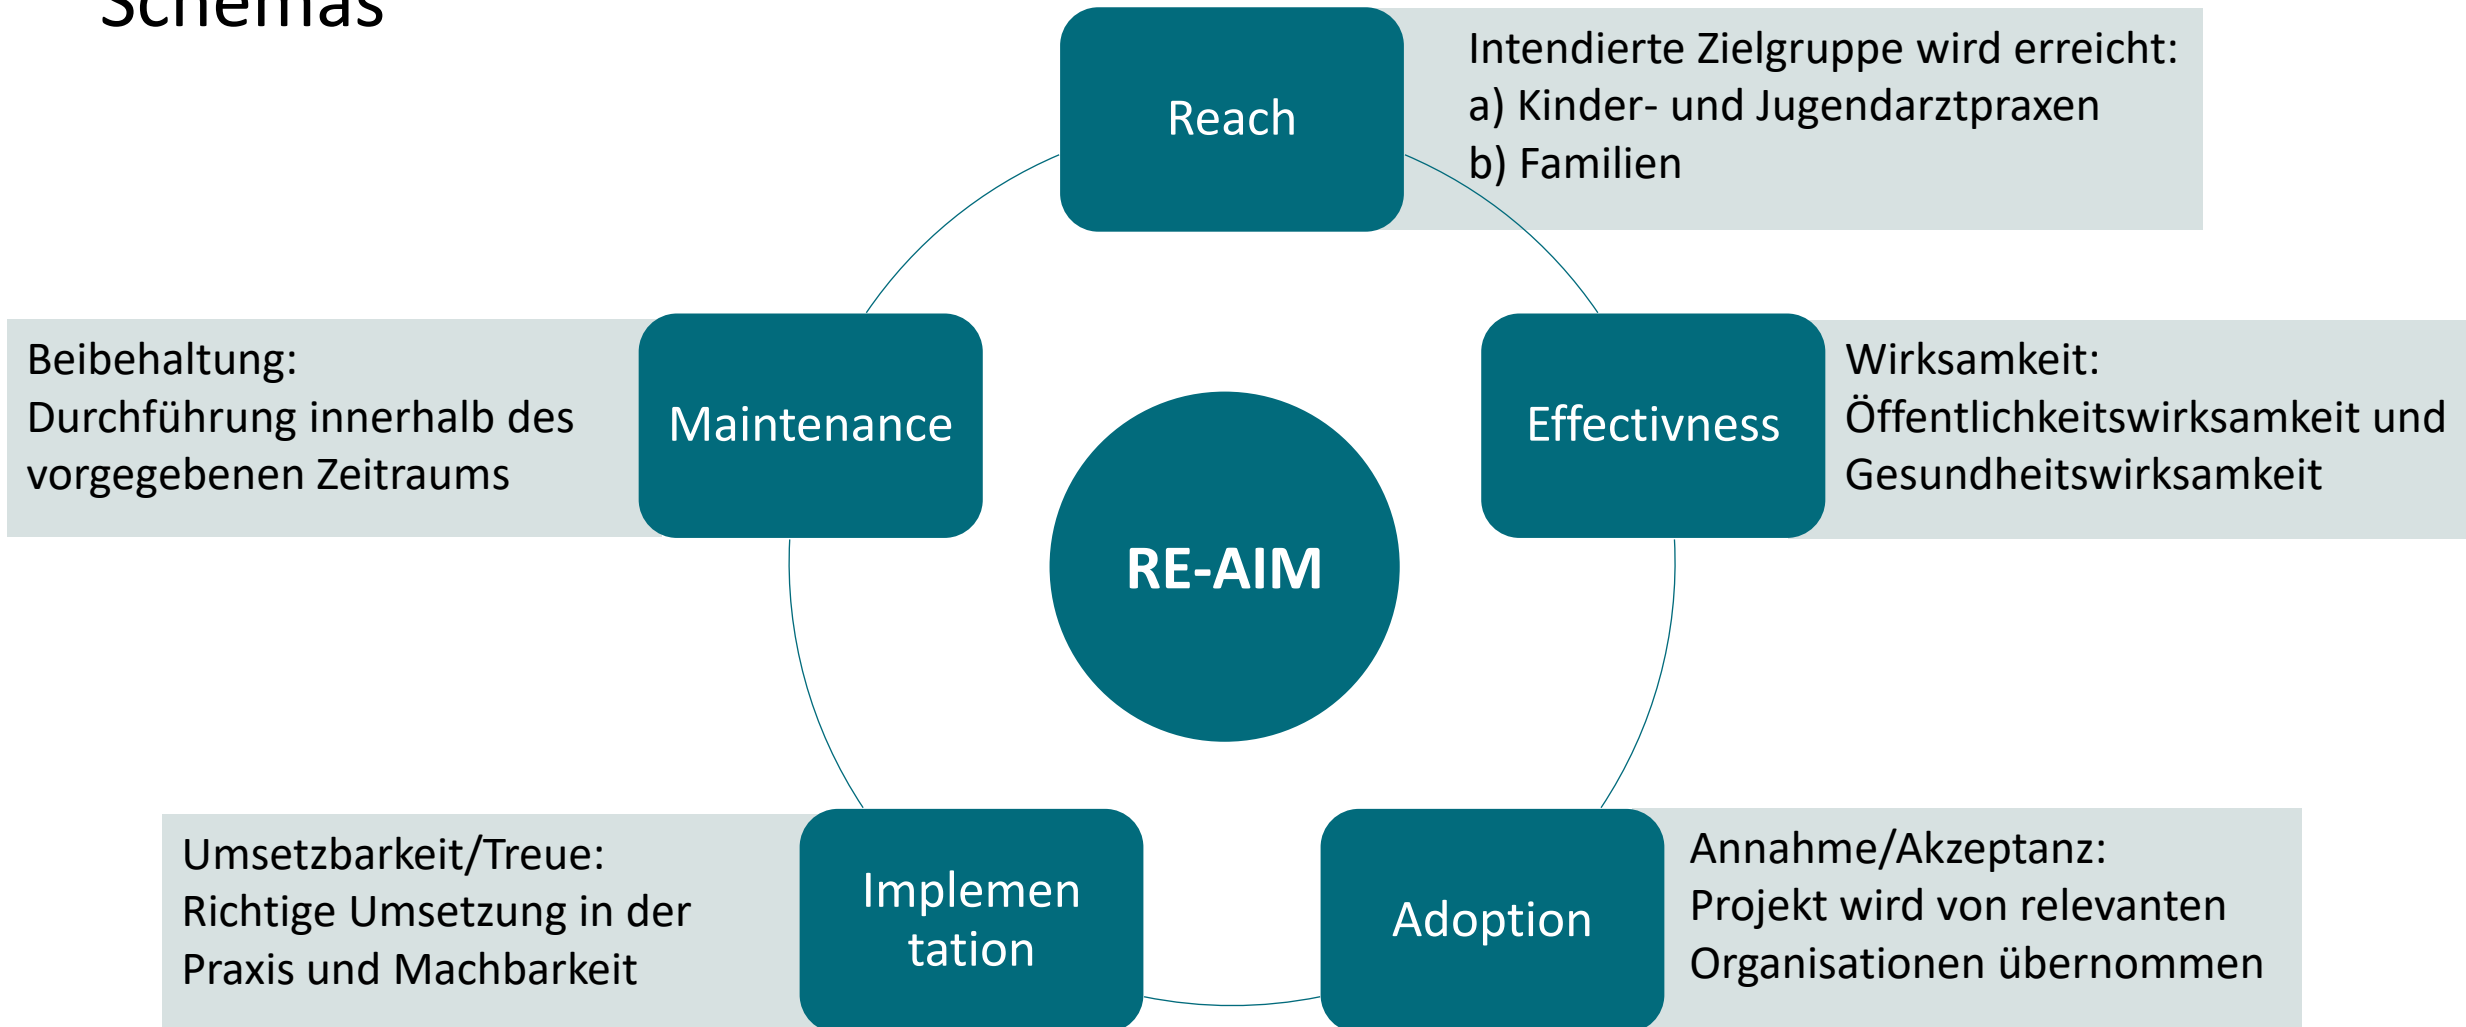 Schemas
Reach
Intendierte Zielgruppe wird erreicht:
a) Kinder- und Jugendarztpraxen
b) Familien
Effectivness
Wirksamkeit:
Öffentlichkeitswirksamkeit und
Gesundheitswirksamkeit
Adoption
Annahme/Akzeptanz:
Projekt wird von relevanten
Organisationen übernommen
Implemen
tation
Umsetzbarkeit/Treue:
Richtige Umsetzung in der
Praxis und Machbarkeit
Maintenance
Beibehaltung:
Durchführung innerhalb des
vorgegebenen Zeitraums
RE-AIM